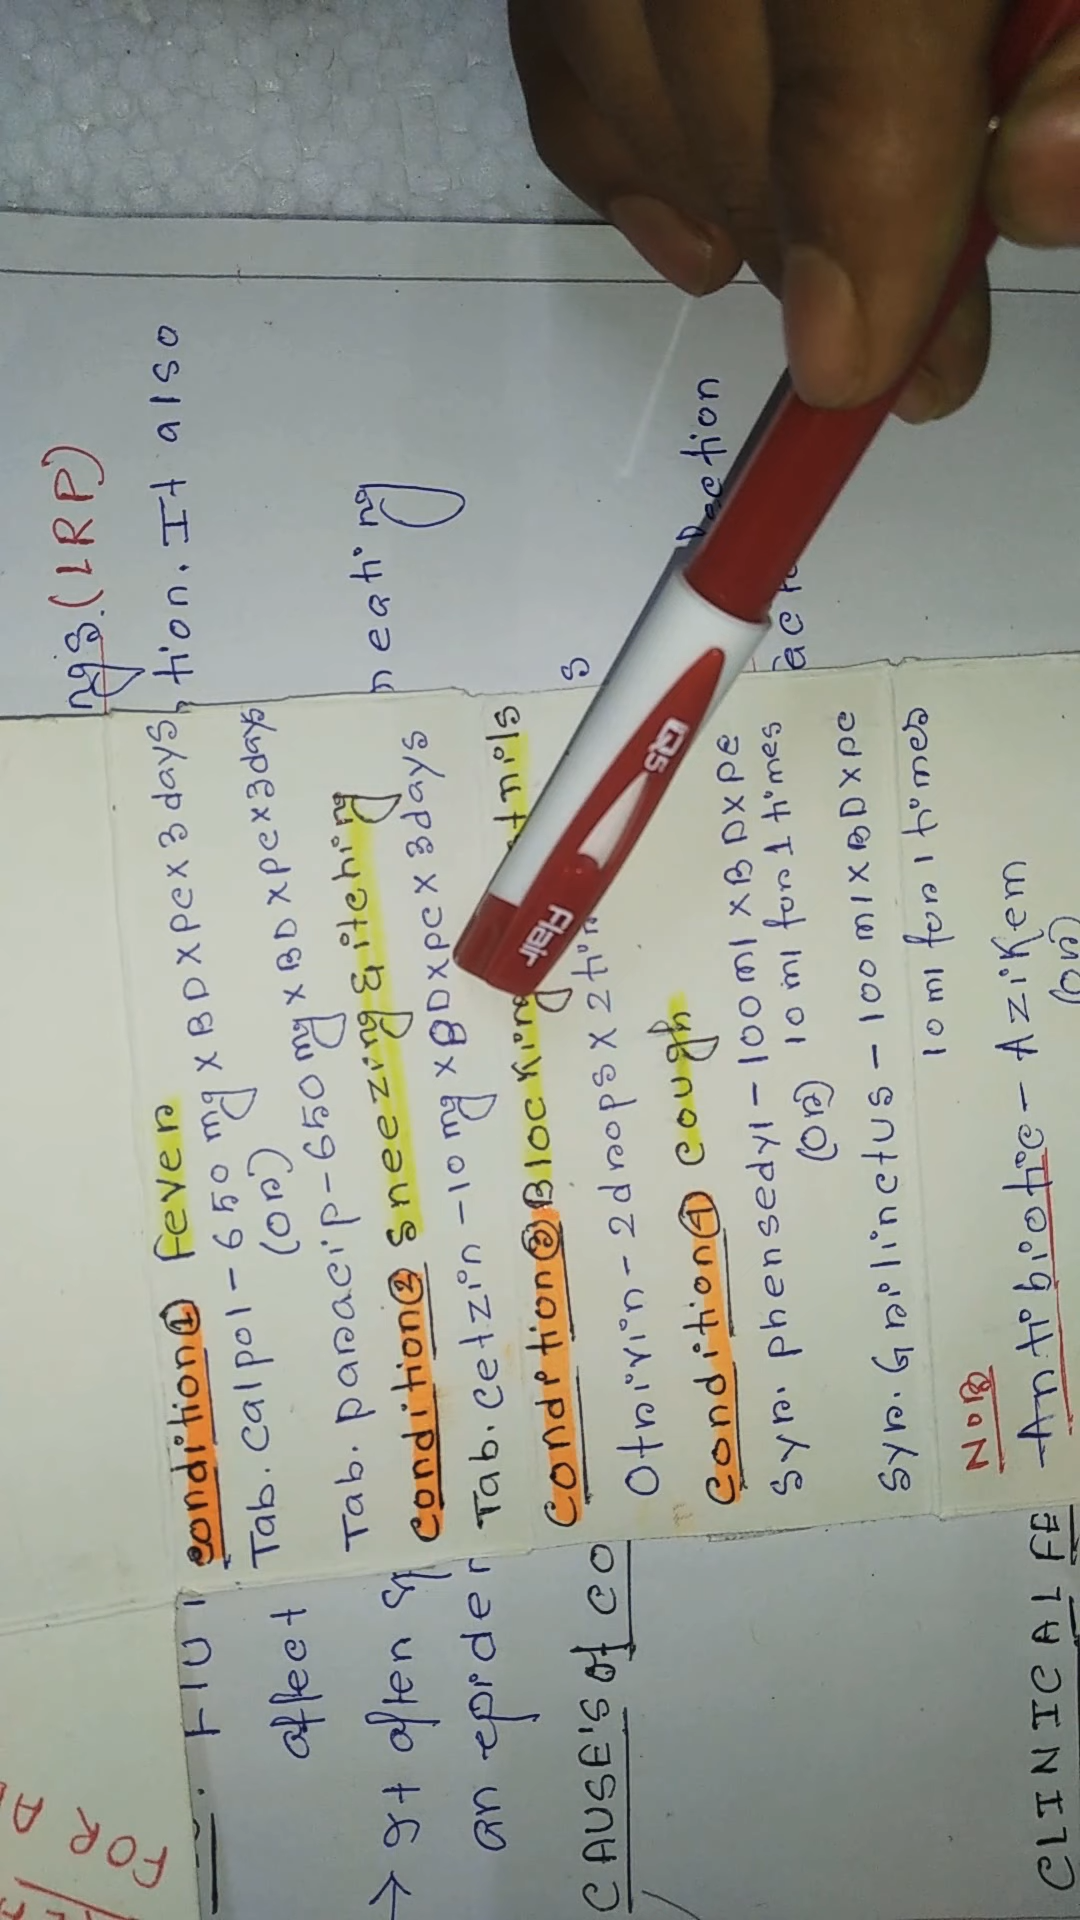 ngs.(LRP)
tion. It also
condition① Fever
Tab. calpol - 650 mg x BD x pc x 3 days
(or)
Tab. paracip - 650 mg x BD x pc x 3 days
condition② sneezing & itching
Tab. cetzin - 10 mg x BD x pc x 3 days
condition③ Blocking
Otrivin - 2 drops x 2
condition④ cough
Syr. phensedyl - 100 ml x BD x pc
10 ml for 1 times
(or)
Syr. Grilinctus - 100 ml x BD x pc
10 ml for 1 times
N.B
Antibiotic - Azikem
(or)
affect
→ It often
an
CAUSE'S of CO
CLINICAL FE
FOR
Flair